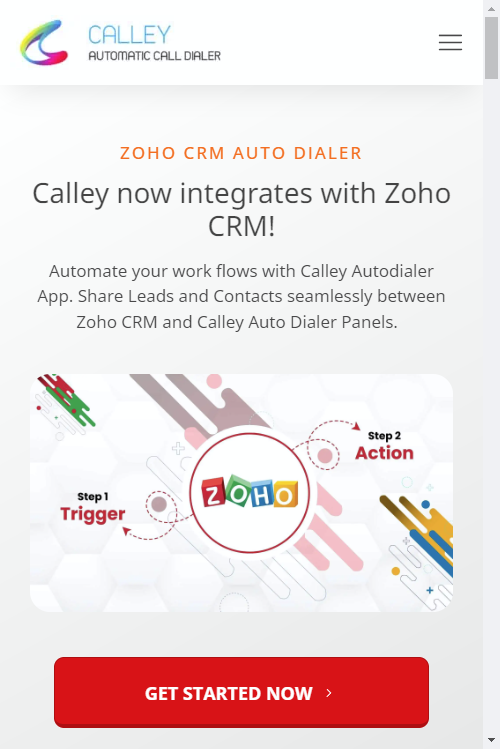 CALLEY
AUTOMATIC CALL DIALER
ZOHO CRM AUTO DIALER
Calley now integrates with Zoho
CRM!
Automate your work flows with Calley Autodialer
App. Share Leads and Contacts seamlessly between
Zoho CRM and Calley Auto Dialer Panels.
Step 1
Trigger
ZOHO
Step 2
Action
GET STARTED NOW